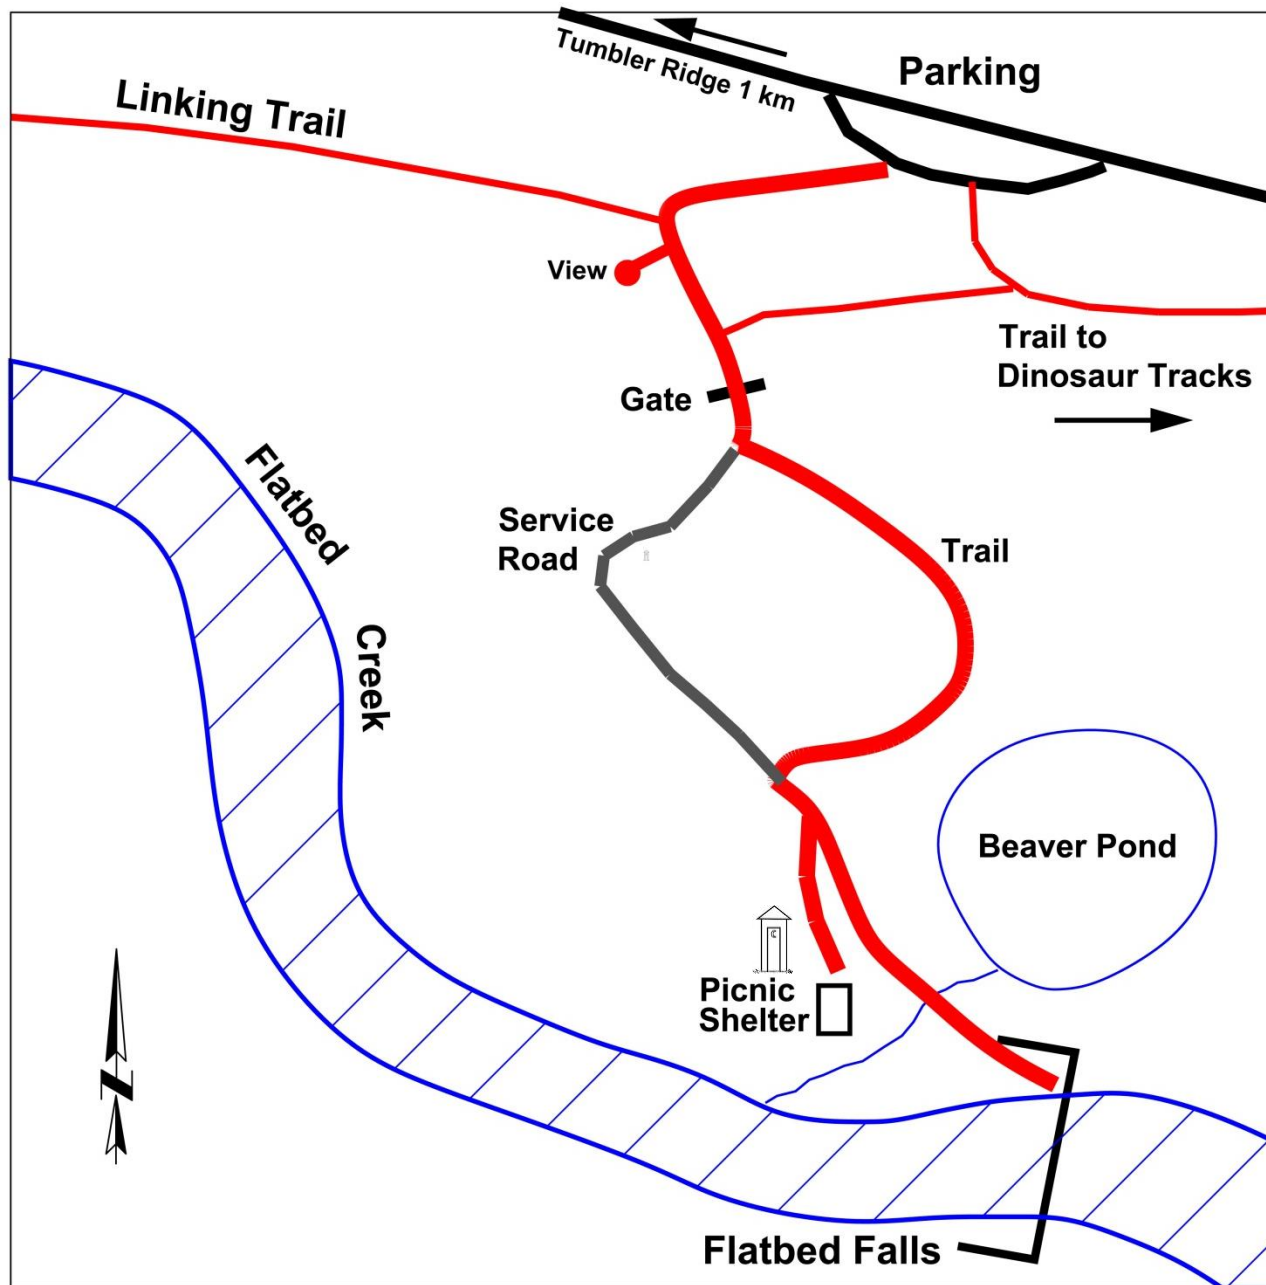 Tumbler Ridge 1 km
Parking
Linking Trail
View
Trail to
Dinosaur Tracks
Gate
Flatbed
Creek
Service
Road
Trail
Beaver Pond
Picnic
Shelter
N
Flatbed Falls